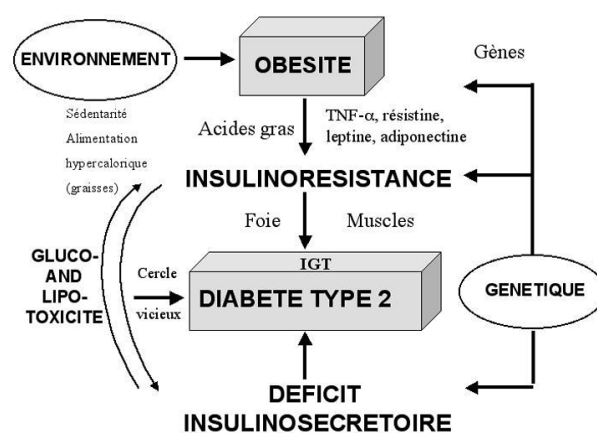 ENVIRONNEMENT
OBESITE
Gènes
Sédentarité
Alimentation
hypercalorique
(graisses)
Acides gras
TNF-α, résistine,
leptine, adiponectine
INSULINORESISTANCE
Foie
Muscles
GLUCO-
AND
LIPO-
TOXICITE
Cercle
vicieux
IGT
DIABETE TYPE 2
GENETIQUE
DEFICIT
INSULINOSECRETOIRE